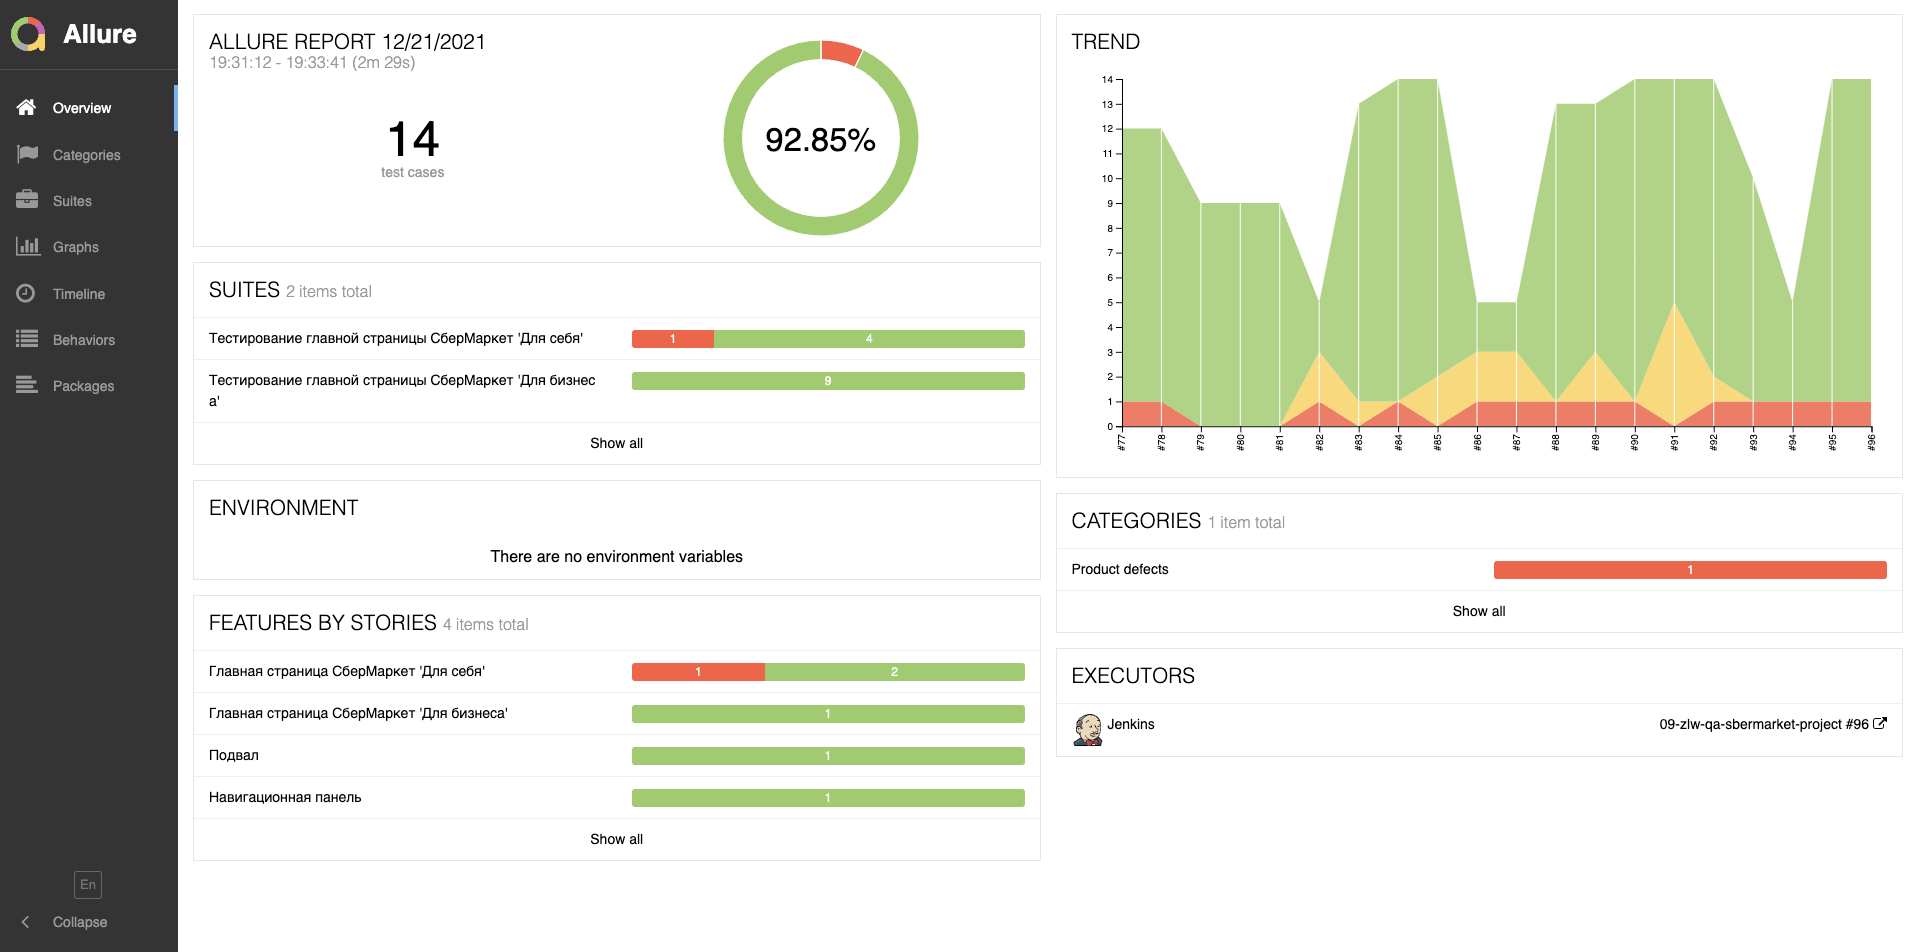 Allure
Overview
Categories
Suites
Graphs
Timeline
Behaviors
Packages
En
Collapse
ALLURE REPORT 12/21/2021
19:31:12 - 19:33:41 (2m 29s)
14
test cases
92.85%
SUITES 2 items total
Тестирование главной страницы СберМаркет 'Для себя'
1
4
Тестирование главной страницы СберМаркет 'Для бизнес
а'
9
Show all
ENVIRONMENT
There are no environment variables
FEATURES BY STORIES 4 items total
Главная страница СберМаркет 'Для себя'
1
2
Главная страница СберМаркет 'Для бизнеса'
1
Подвал
1
Навигационная панель
1
Show all
TREND
14
13
12
11
10
9
8
7
6
5
4
3
2
1
0
#77
#78
#79
#80
#81
#82
#83
#84
#85
#86
#87
#88
#89
#90
#91
#92
#93
#94
#95
#96
CATEGORIES 1 item total
Product defects
1
Show all
EXECUTORS
Jenkins
09-zlw-qa-sbermarket-project #96